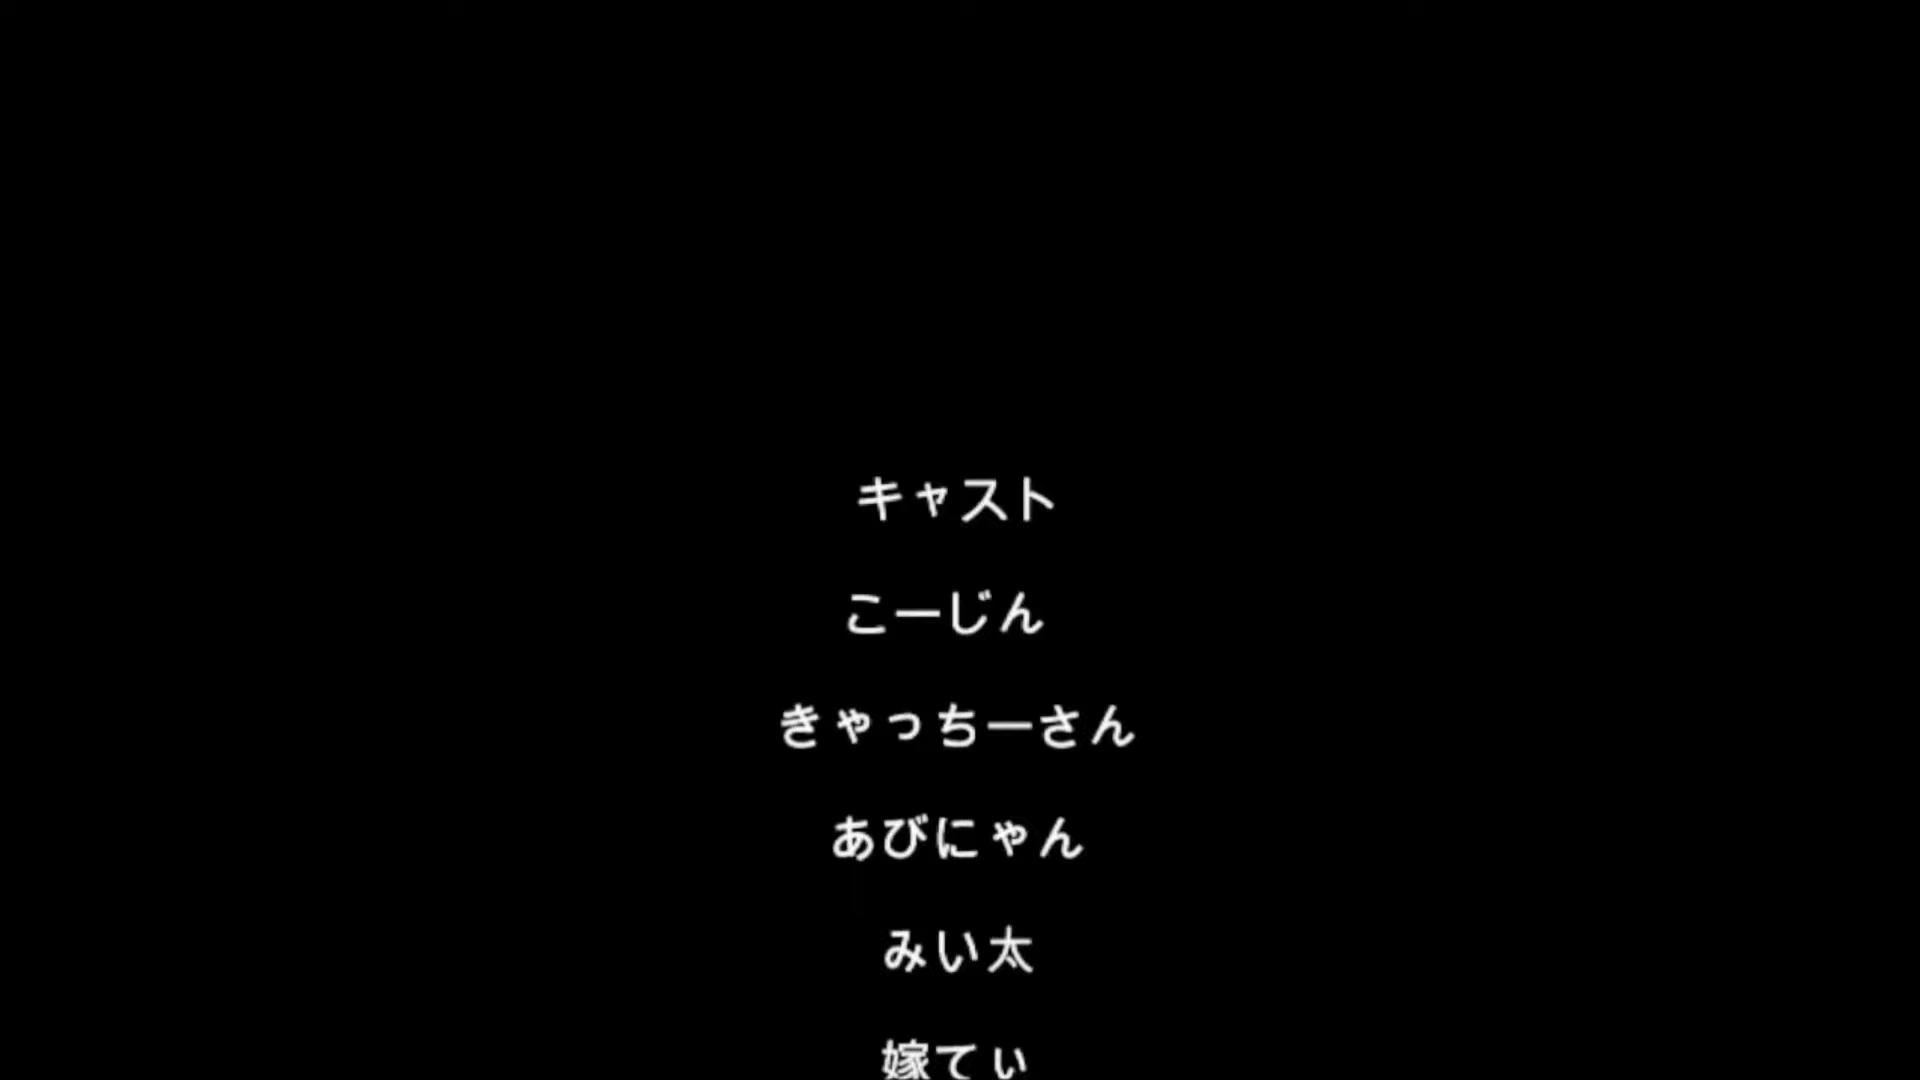 キャスト
こーじん
きゃっちーさん
あびにゃん
みい太
嫁てぃ